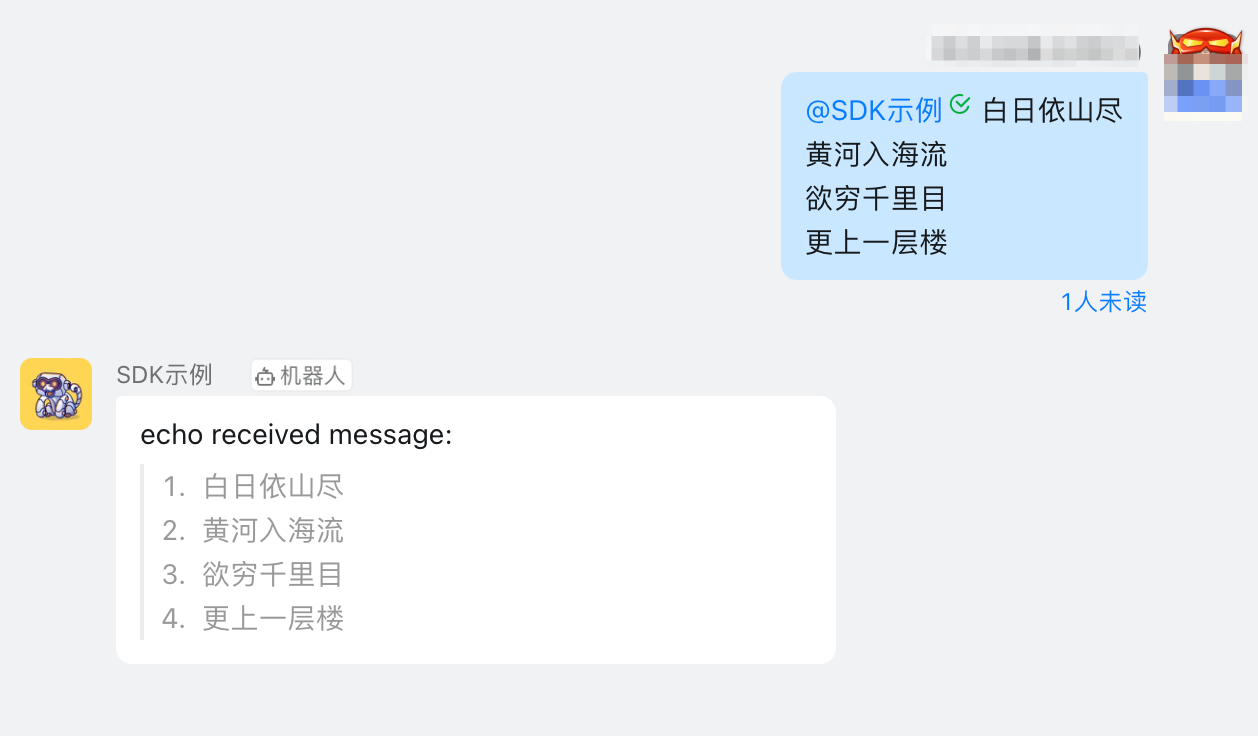 @SDK示例 白日依山尽
黄河入海流
欲穷千里目
更上一层楼
1人未读
SDK示例 机器人
echo received message:
1. 白日依山尽
2. 黄河入海流
3. 欲穷千里目
4. 更上一层楼